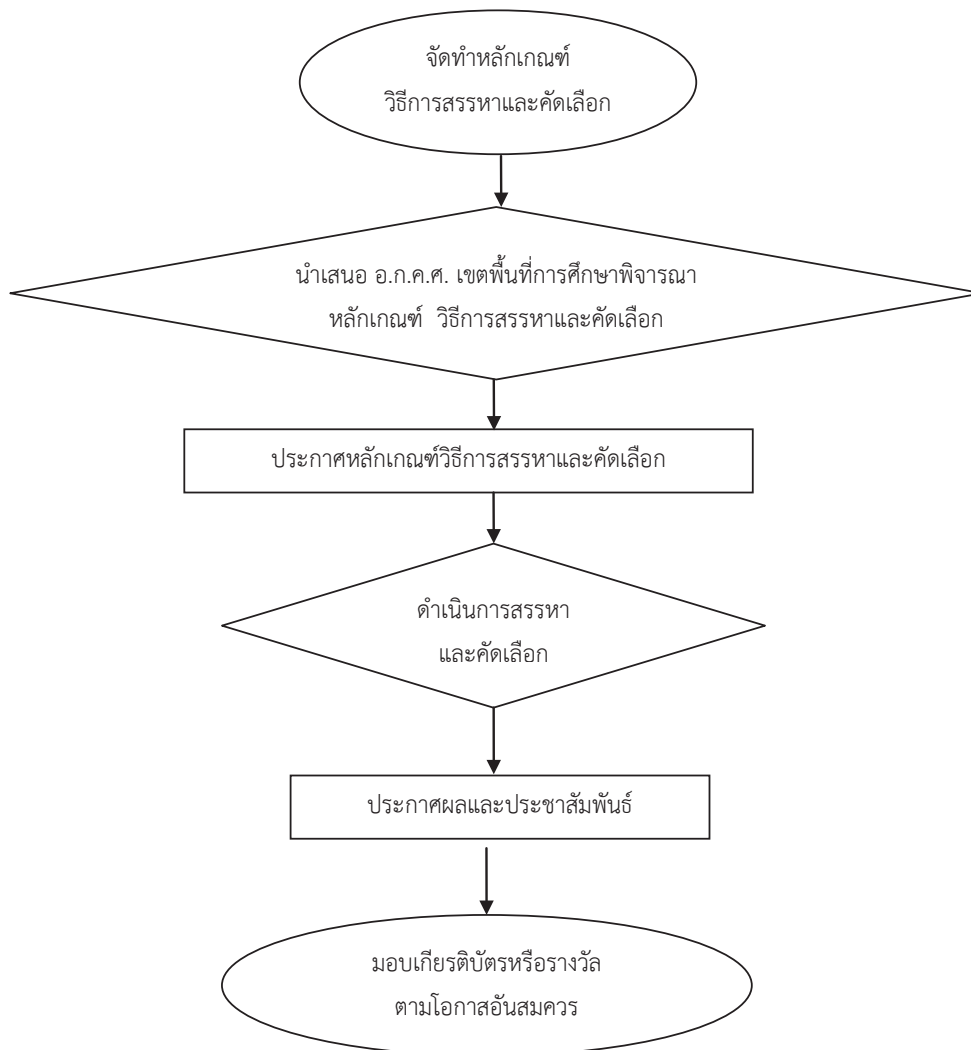 จัดทำหลักเกณฑ์
วิธีการสรรหาและคัดเลือก
นำเสนอ อ.ก.ค.ศ. เขตพื้นที่การศึกษาพิจารณา
หลักเกณฑ์ วิธีการสรรหาและคัดเลือก
ประกาศหลักเกณฑ์วิธีการสรรหาและคัดเลือก
ดำเนินการสรรหา
และคัดเลือก
ประกาศผลและประชาสัมพันธ์
มอบเกียรติบัตรหรือรางวัล
ตามโอกาสอันสมควร